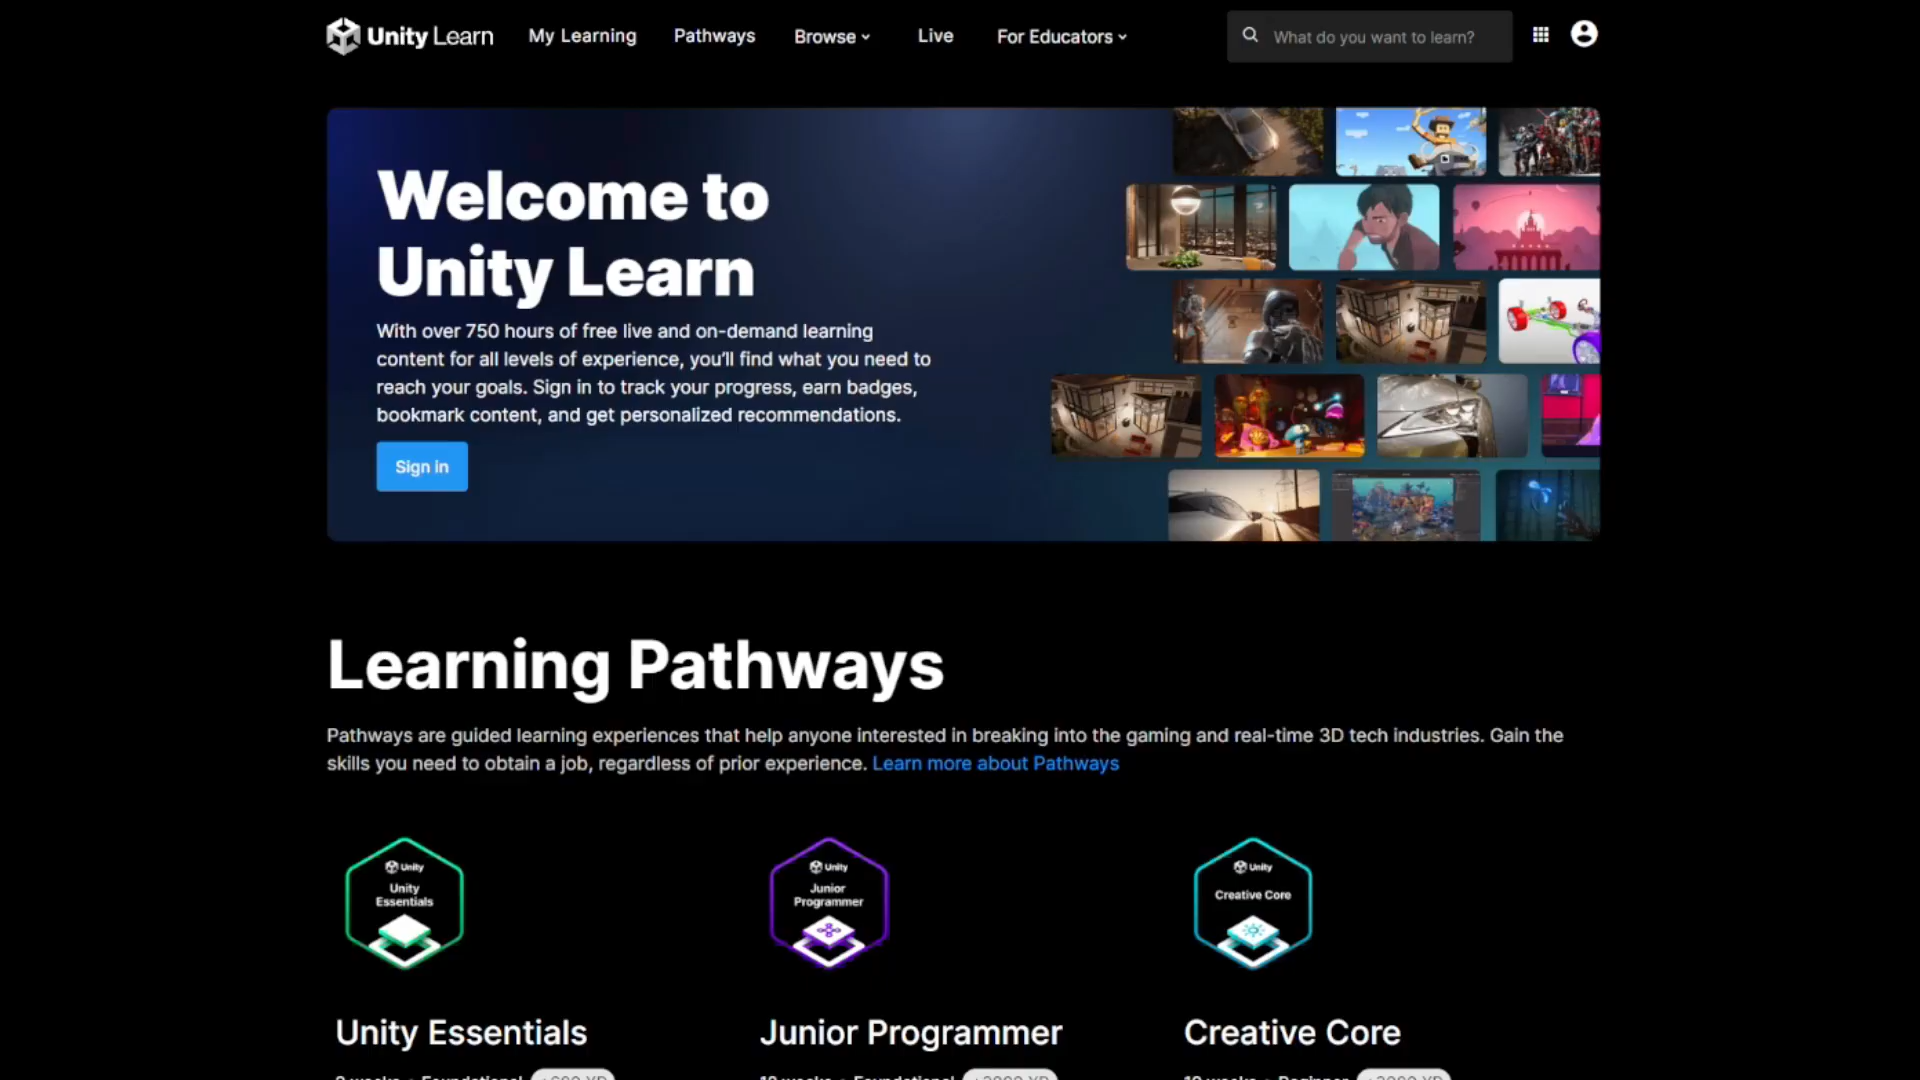 Unity Learn My Learning Pathways Browse Live For Educators What do you want to learn?
Welcome to
Unity Learn
With over 750 hours of free live and on-demand learning
content for all levels of experience, you'll find what you need to
reach your goals. Sign in to track your progress, earn badges,
bookmark content, and get personalized recommendations.
Sign in
Learning Pathways
Pathways are guided learning experiences that help anyone interested in breaking into the gaming and real-time 3D tech industries. Gain the
skills you need to obtain a job, regardless of prior experience. Learn more about Pathways
Unity
Unity
Essentials
Unity
Junior
Programmer
Unity
Creative Core
Unity Essentials
Junior Programmer
Creative Core